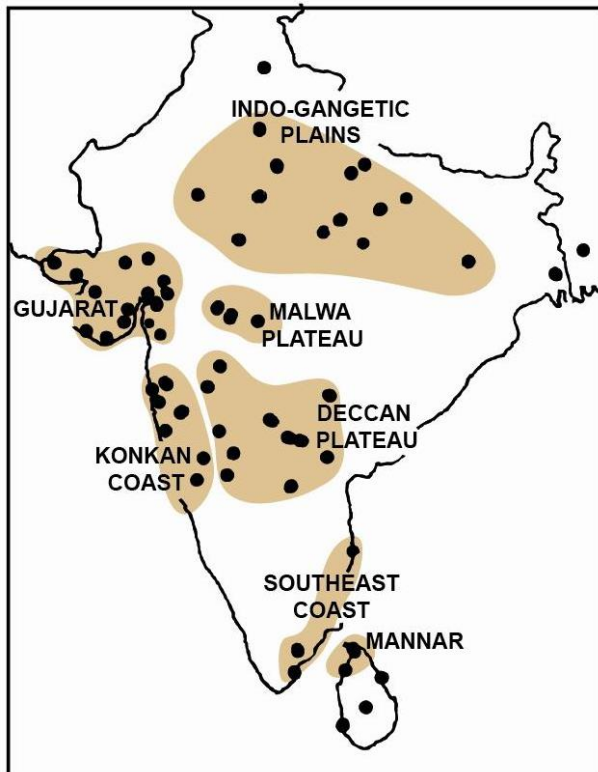 INDO-GANGETIC
PLAINS
GUJARAT
MALWA
PLATEAU
DECCAN
PLATEAU
KONKAN
COAST
SOUTHEAST
COAST
MANNAR